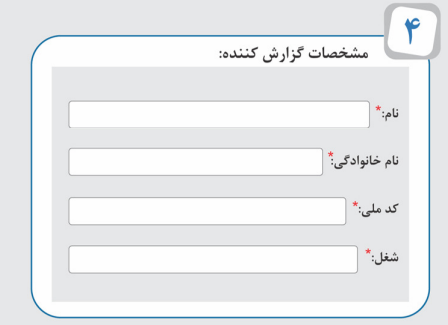 ۴
مشخصات گزارش کننده:
نام:*
نام خانوادگی:*
کد ملی:*
شغل:*